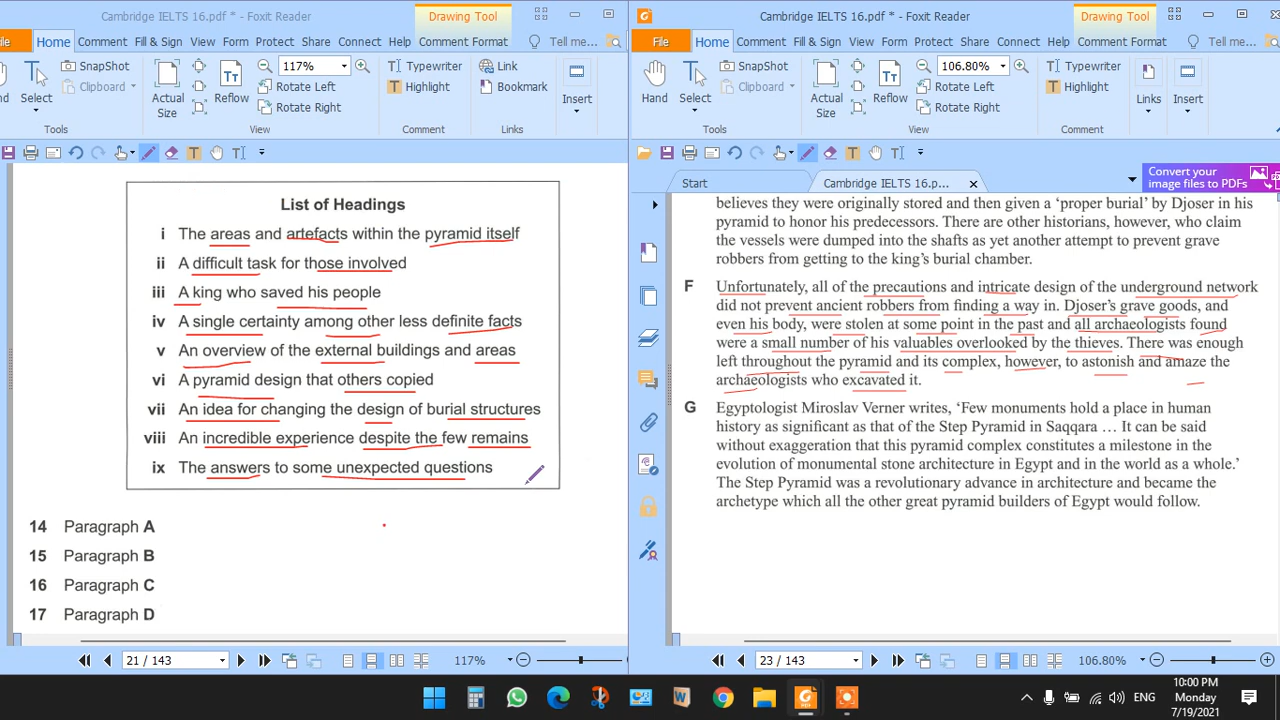 Cambridge IELTS 16.pdf * - Foxit Reader
Drawing Tool
File Home Comment Fill & Sign View Form Protect Share Connect Help Comment Format Tell me...
SnapShot
Clipboard
Select
Actual Size
Reflow
117%
Rotate Left
Rotate Right
Typewriter
Highlight
Link
Bookmark
Insert
Tools
View
Comment
Links
List of Headings
i The areas and artefacts within the pyramid itself
ii A difficult task for those involved
iii A king who saved his people
iv A single certainty among other less definite facts
v An overview of the external buildings and areas
vi A pyramid design that others copied
vii An idea for changing the design of burial structures
viii An incredible experience despite the few remains
ix The answers to some unexpected questions
14 Paragraph A
15 Paragraph B
16 Paragraph C
17 Paragraph D
21 / 143
117%
Cambridge IELTS 16.pdf * - Foxit Reader
Drawing Tool
File Home Comment Fill & Sign View Form Protect Share Connect Help Comment Format Tell me...
Hand
Select
SnapShot
Clipboard
Actual Size
Reflow
106.80%
Rotate Left
Rotate Right
Typewriter
Highlight
Links
Insert
Tools
View
Comment
Start
Cambridge IELTS 16.p...
Convert your image files to PDFs
believes they were originally stored and then given a ‘proper burial’ by Djoser in his
pyramid to honor his predecessors. There are other historians, however, who claim
the vessels were dumped into the shafts as yet another attempt to prevent grave
robbers from getting to the king’s burial chamber.
F Unfortunately, all of the precautions and intricate design of the underground network
did not prevent ancient robbers from finding a way in. Djoser’s grave goods, and
even his body, were stolen at some point in the past and all archaeologists found
were a small number of his valuables overlooked by the thieves. There was enough
left throughout the pyramid and its complex, however, to astonish and amaze the
archaeologists who excavated it.
G Egyptologist Miroslav Verner writes, ‘Few monuments hold a place in human
history as significant as that of the Step Pyramid in Saqqara … It can be said
without exaggeration that this pyramid complex constitutes a milestone in the
evolution of monumental stone architecture in Egypt and in the world as a whole.’
The Step Pyramid was a revolutionary advance in architecture and became the
archetype which all the other great pyramid builders of Egypt would follow.
23 / 143
106.80%
ENG
10:00 PM
Monday
7/19/2021